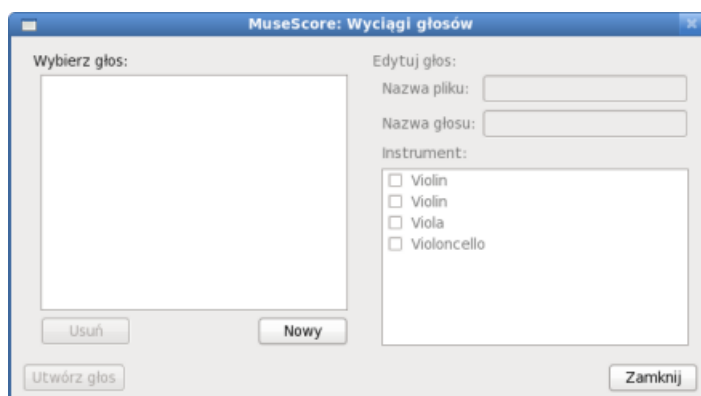 MuseScore: Wyciągi głosów
Wybierz głos:
Usuń
Nowy
Utwórz głos
Edytuj głos:
Nazwa pliku:
Nazwa głosu:
Instrument:
Violin
Violin
Viola
Violoncello
Zamknij